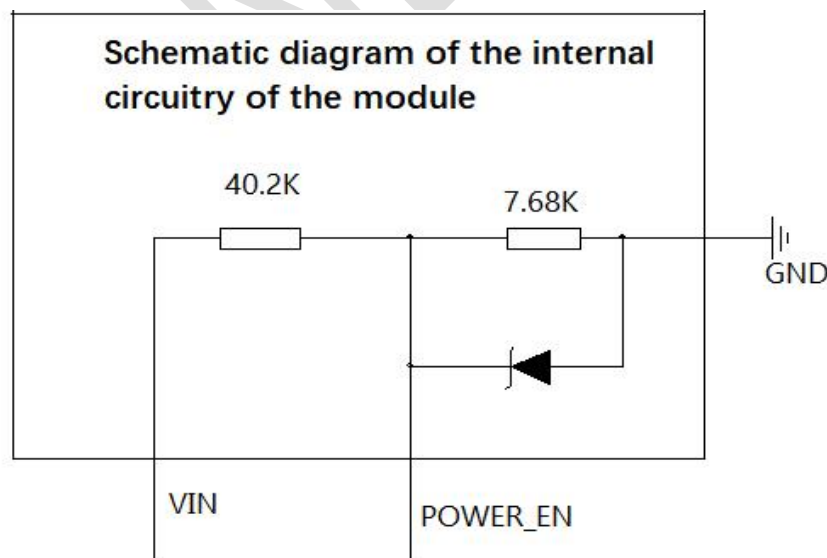 Schematic diagram of the internal
circuitry of the module
40.2K
7.68K
GND
VIN
POWER_EN